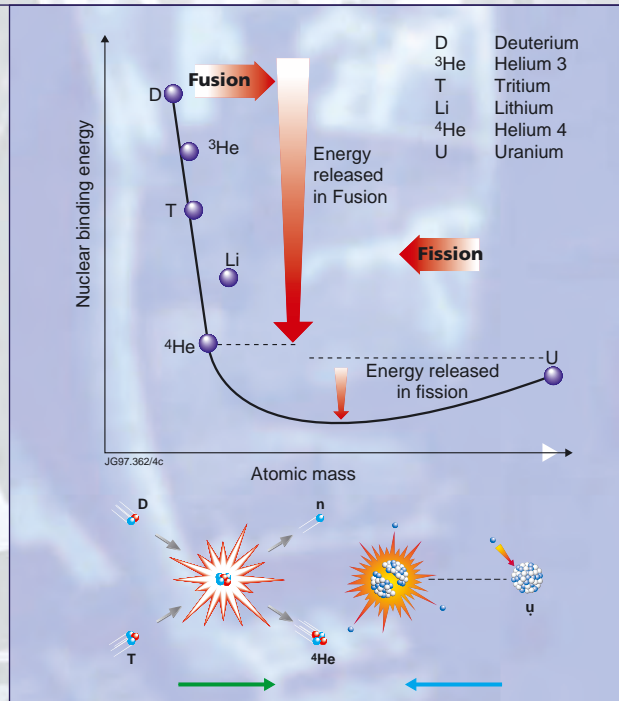 D Deuterium
³He Helium 3
T Tritium
Li Lithium
⁴He Helium 4
U Uranium
Fusion
D
³He
Energy
released
in Fusion
T
Fission
Li
⁴He
U
Energy released
in fission
Nuclear binding energy
JG97.362/4c
Atomic mass
D
n
T
⁴He
U